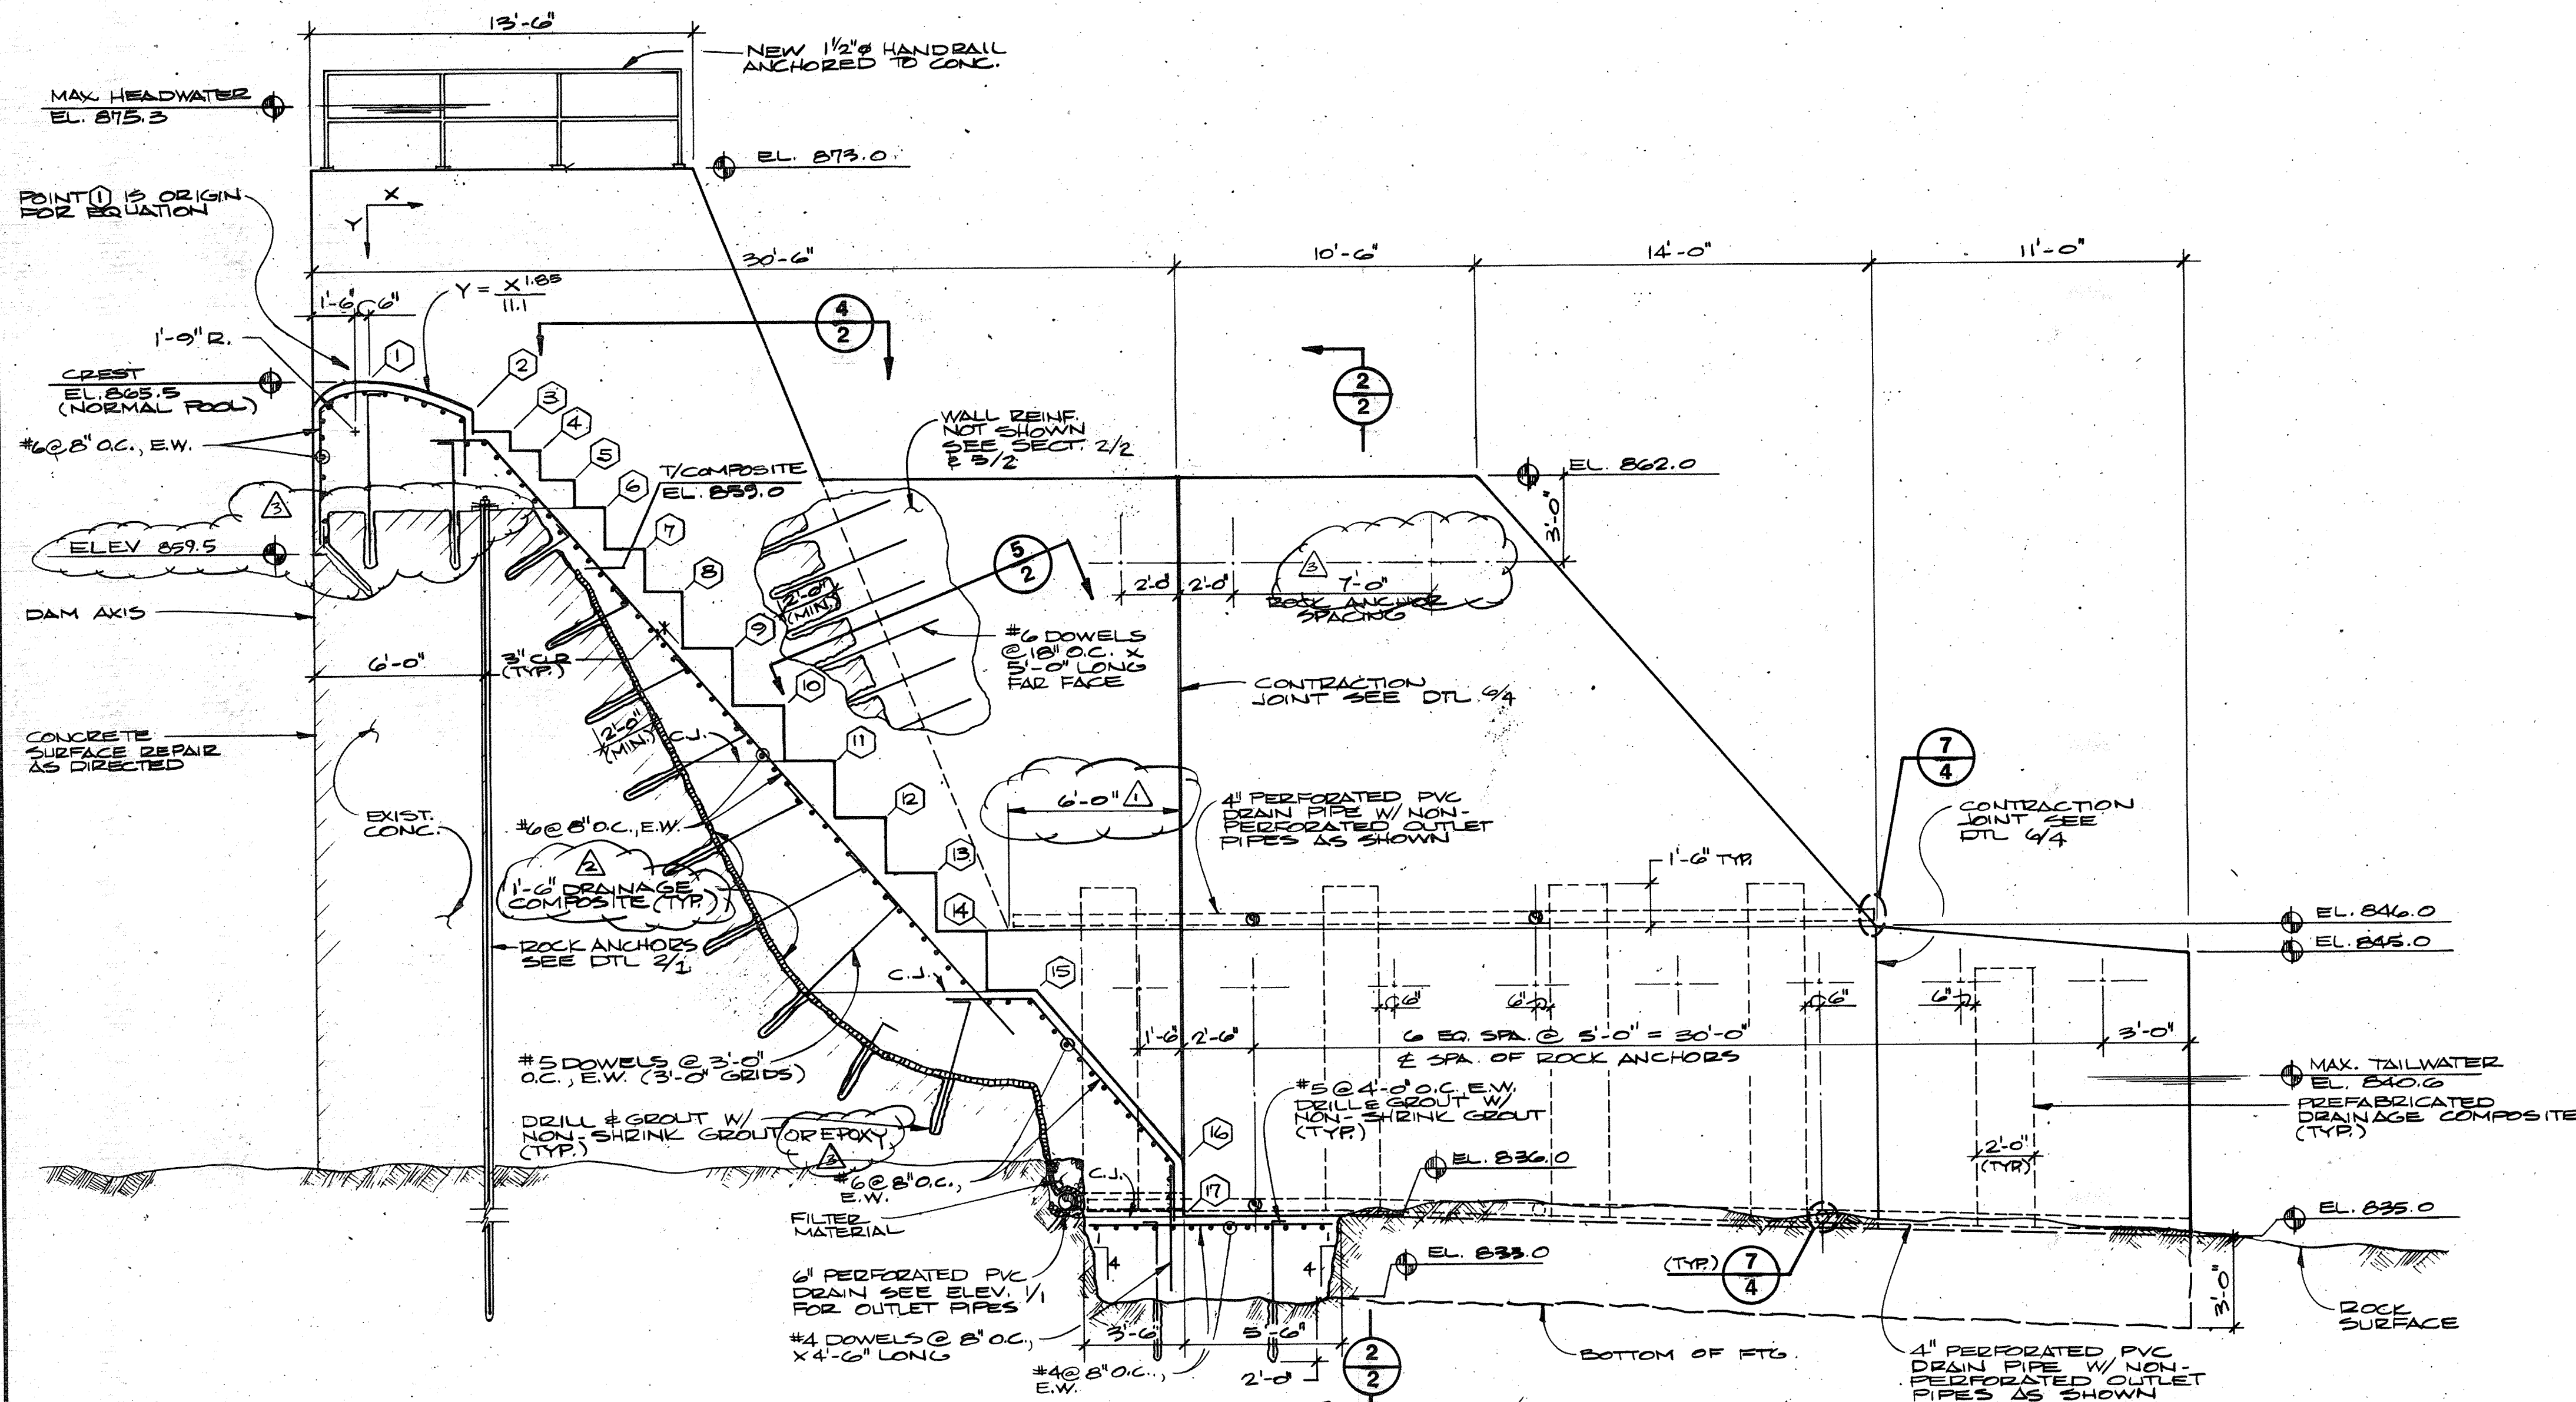 13'-6"
NEW 1½"ø HANDRAIL
ANCHORED TO CONC.
MAX. HEADWATER
EL. 875.3
EL. 873.0
POINT 1 IS ORIGIN
FOR EQUATION
X
Y
30'-6"
10'-6"
14'-0"
11'-0"
1'-6"
6"
Y = X^1.85
11.1
4
2
1'-9" R.
1
2
3
4
5
6
7
8
9
10
11
12
13
14
15
16
17
CREST
EL. 865.5
(NORMAL POOL)
2
2
WALL REINF.
NOT SHOWN
SEE SECT. 2/2
& 5/2
#6 @ 8" O.C., E.W.
T/COMPOSITE
EL. 859.0
EL. 862.0
3'-0"
3
ELEV 859.5
5
2
3
2'-0"
2'-0"
7'-0"
ROCK ANCHOR
SPACING
2'-0"
(MIN.)
DAM AXIS
#6 DOWELS
@ 18" O.C. X
5'-0" LONG
FAR FACE
6'-0"
3" CLR
(TYP.)
CONTRACTION
JOINT SEE DTL 6/4
CONCRETE
SURFACE REPAIR
AS DIRECTED
2'-0"
(MIN.)
C.J.
7
4
6'-0"
1
4" PERFORATED PVC
DRAIN PIPE W/ NON-
PERFORATED OUTLET
PIPES AS SHOWN
CONTRACTION
JOINT SEE
DTL 6/4
EXIST.
CONC.
#6 @ 8" O.C., E.W.
2
1'-6" DRAINAGE
COMPOSITE (TYP.)
1'-6" TYP.
EL. 846.0
EL. 845.0
ROCK ANCHORS
SEE DTL 2/1
C.J.
6"
6"
6"
6"
1'-6"
2'-6"
6 EQ. SPA. @ 5'-0" = 30'-0"
℄ SPA. OF ROCK ANCHORS
3'-0"
#5 DOWELS @ 3'-0"
O.C., E.W. (3'-0" GRIDS)
#5 @ 4'-0" O.C. E.W.
DRILL & GROUT W/
NON-SHRINK GROUT
(TYP.)
MAX. TAILWATER
EL. 840.6
PREFABRICATED
DRAINAGE COMPOSITE
(TYP.)
DRILL & GROUT W/
NON-SHRINK GROUT OR EPOXY
(TYP.)
3
2'-0"
(TYP.)
#6 @ 8" O.C.,
E.W.
C.J.
EL. 836.0
FILTER
MATERIAL
EL. 835.0
EL. 833.0
4
4
(TYP.)
7
4
6" PERFORATED PVC
DRAIN SEE ELEV. 1/1
FOR OUTLET PIPES
3'-0"
ROCK
SURFACE
#4 DOWELS @ 8" O.C.,
X 4'-6" LONG
3'-6"
5'-6"
2
2
BOTTOM OF FTG.
#4 @ 8" O.C.,
E.W.
2'-0"
4" PERFORATED PVC
DRAIN PIPE W/ NON-
PERFORATED OUTLET
PIPES AS SHOWN